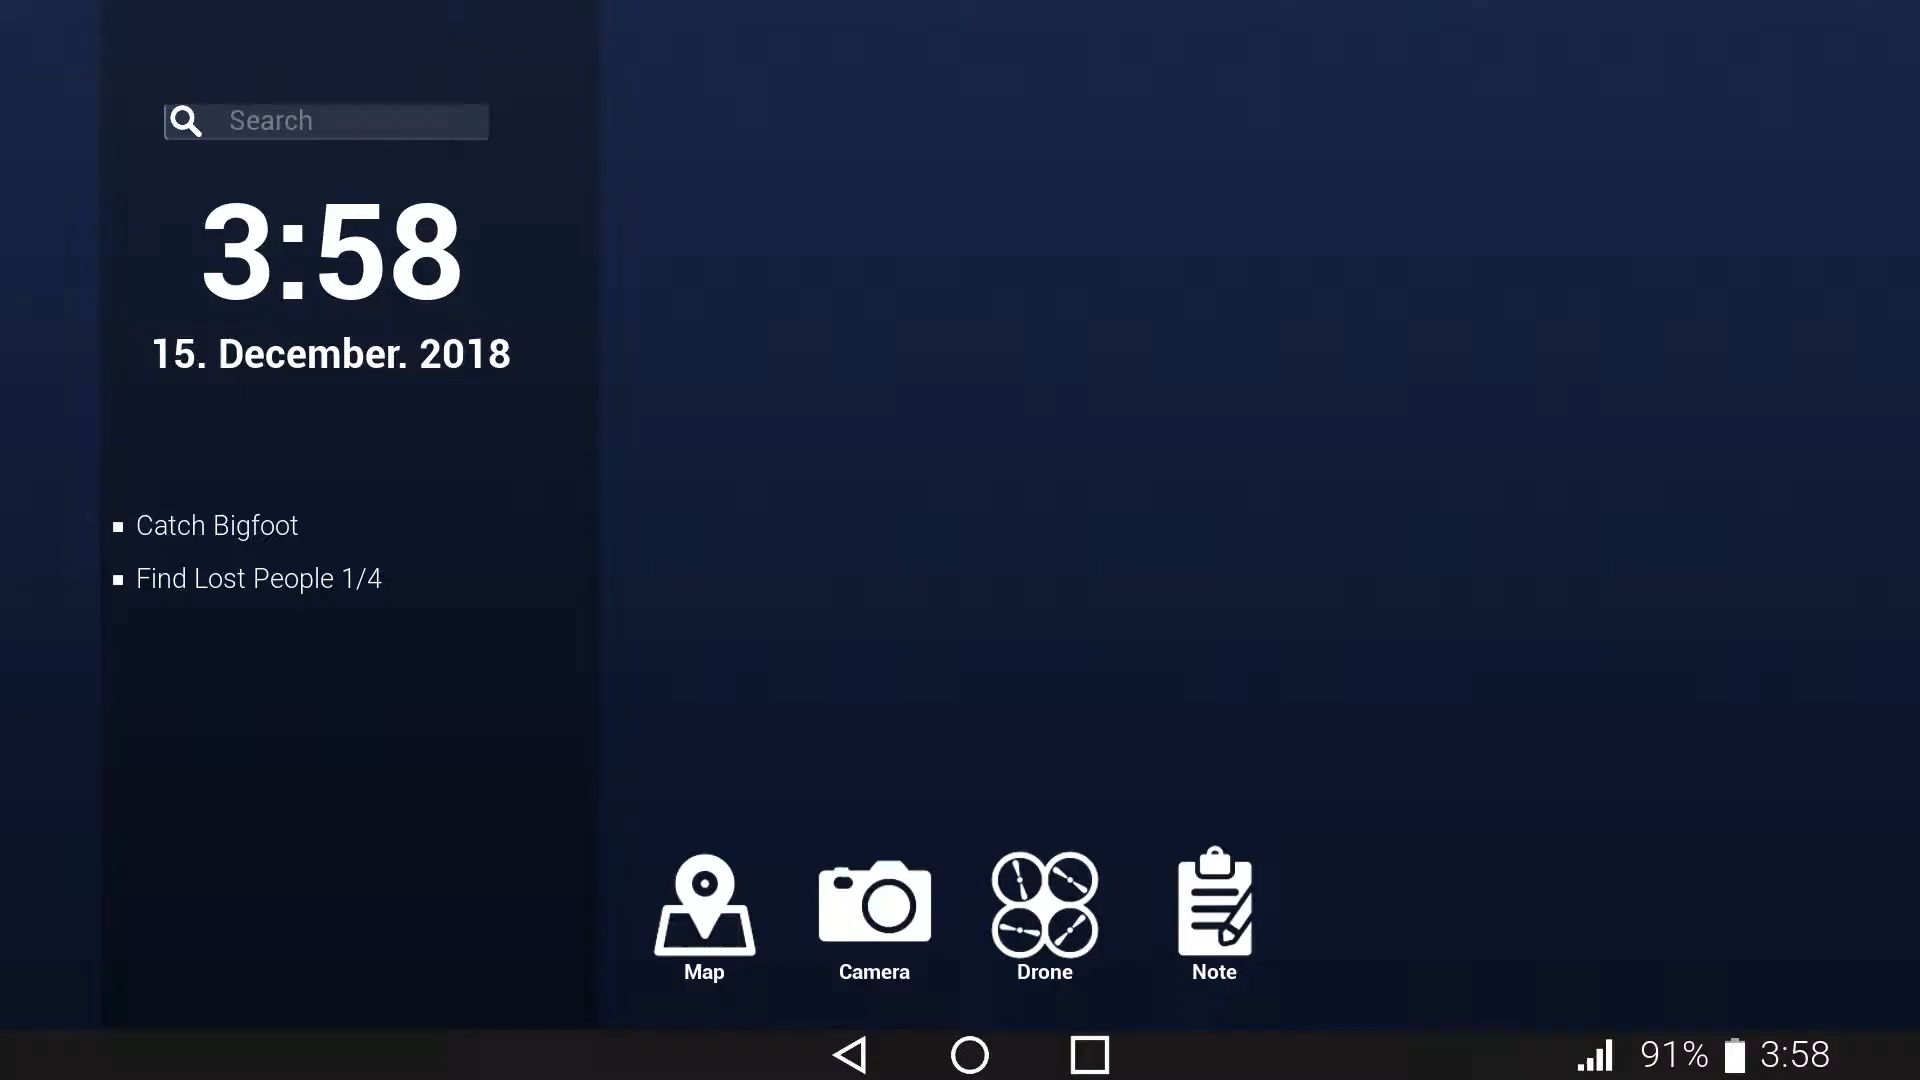 Search
3:58
15. December. 2018
Catch Bigfoot
Find Lost People 1/4
Map
Camera
Drone
Note
91% 3:58